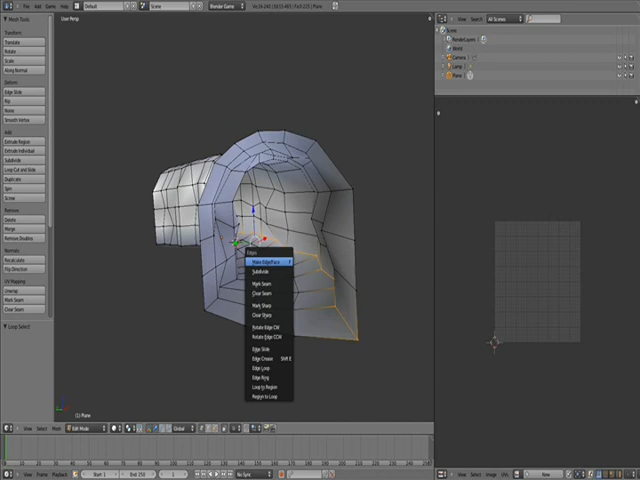 File Add Game Help Default Scene Blender Game
User Persp
Mesh Tools
Transform:
Translate
Rotate
Scale
Along Normal
Deform:
Edge Slide
Rip
Noise
Smooth Vertex
Add:
Extrude Region
Extrude Individual
Subdivide
Loop Cut and Slide
Duplicate
Spin
Screw
Remove:
Delete
Merge
Remove Doubles
Normals:
Recalculate
Flip Direction
UV Mapping:
Unwrap
Mark Seam
Clear Seam
Loop Select
Edges
Make Edge/Face F
Subdivide
Mark Seam
Clear Seam
Mark Sharp
Clear Sharp
Rotate Edge CW
Rotate Edge CCW
Edge Slide
Edge Crease Shift E
Edge Loop
Edge Ring
Loop to Region
Region to Loop
(1) Plane
View Select Mesh Edit Mode Global
View Search All Scenes
Scene
RenderLayers
World
Camera
Lamp
Plane
View Frame Playback Start: 1 End: 250 1 No Sync
View Select Image UVs New